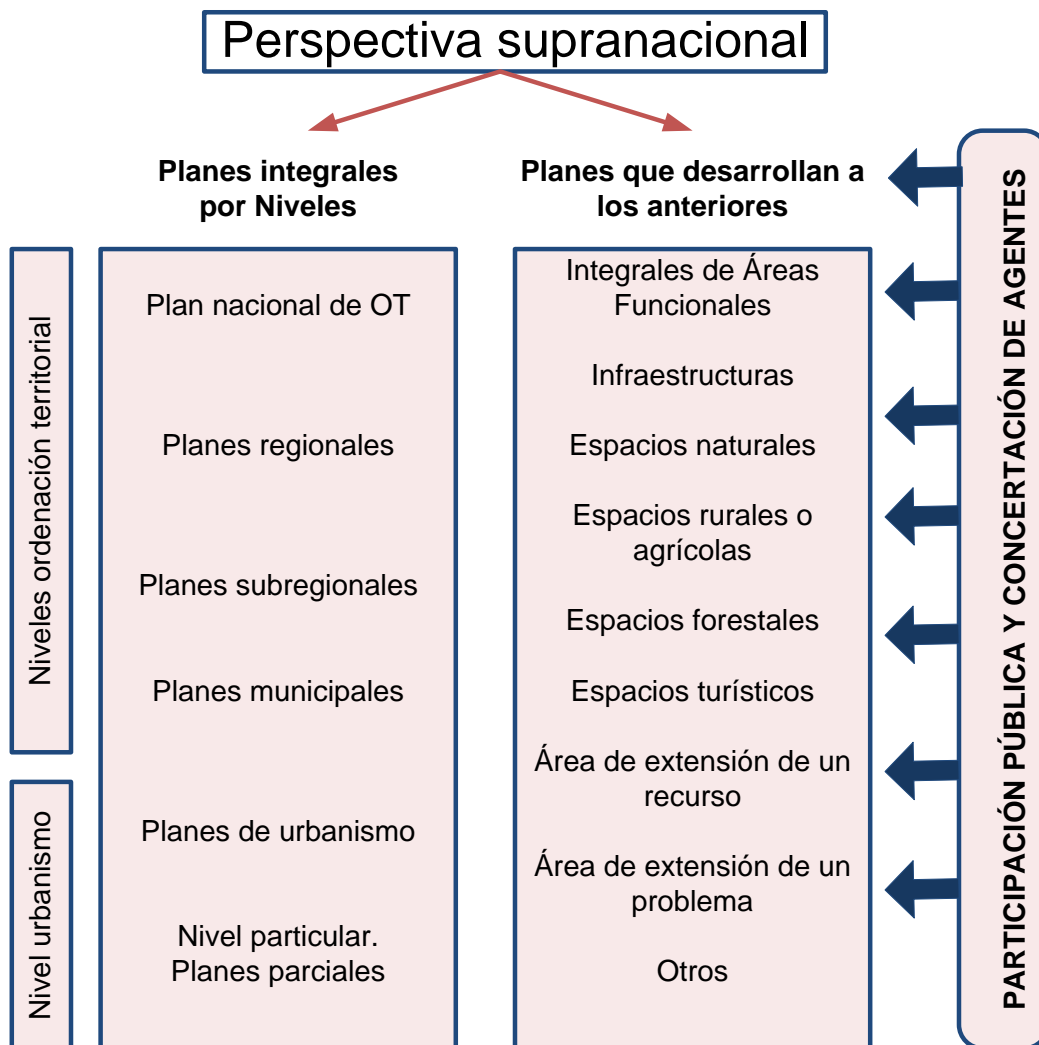 Perspectiva supranacional
Planes integrales
por Niveles
Planes que desarrollan a
los anteriores
Niveles ordenación territorial
Nivel urbanismo
Plan nacional de OT
Planes regionales
Planes subregionales
Planes municipales
Planes de urbanismo
Nivel particular.
Planes parciales
Integrales de Áreas
Funcionales
Infraestructuras
Espacios naturales
Espacios rurales o
agrícolas
Espacios forestales
Espacios turísticos
Área de extensión de un
recurso
Área de extensión de un
problema
Otros
PARTICIPACIÓN PÚBLICA Y CONCERTACIÓN DE AGENTES